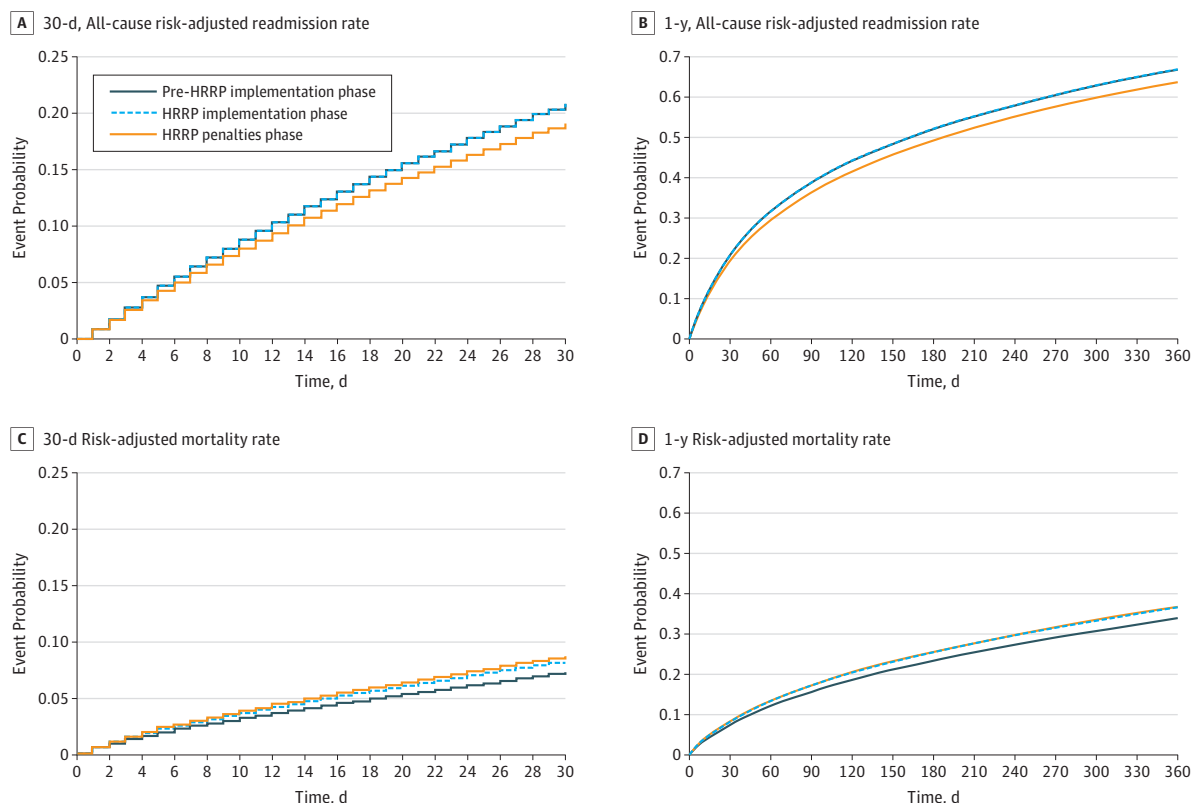 A 30-d, All-cause risk-adjusted readmission rate
0.25
0.20
0.15
0.10
0.05
0
Event Probability
Pre-HRRP implementation phase
HRRP implementation phase
HRRP penalties phase
0 2 4 6 8 10 12 14 16 18 20 22 24 26 28 30
Time, d
B 1-y, All-cause risk-adjusted readmission rate
0.7
0.6
0.5
0.4
0.3
0.2
0.1
0
Event Probability
0 30 60 90 120 150 180 210 240 270 300 330 360
Time, d
C 30-d Risk-adjusted mortality rate
0.25
0.20
0.15
0.10
0.05
0
Event Probability
0 2 4 6 8 10 12 14 16 18 20 22 24 26 28 30
Time, d
D 1-y Risk-adjusted mortality rate
0.7
0.6
0.5
0.4
0.3
0.2
0.1
0
Event Probability
0 30 60 90 120 150 180 210 240 270 300 330 360
Time, d